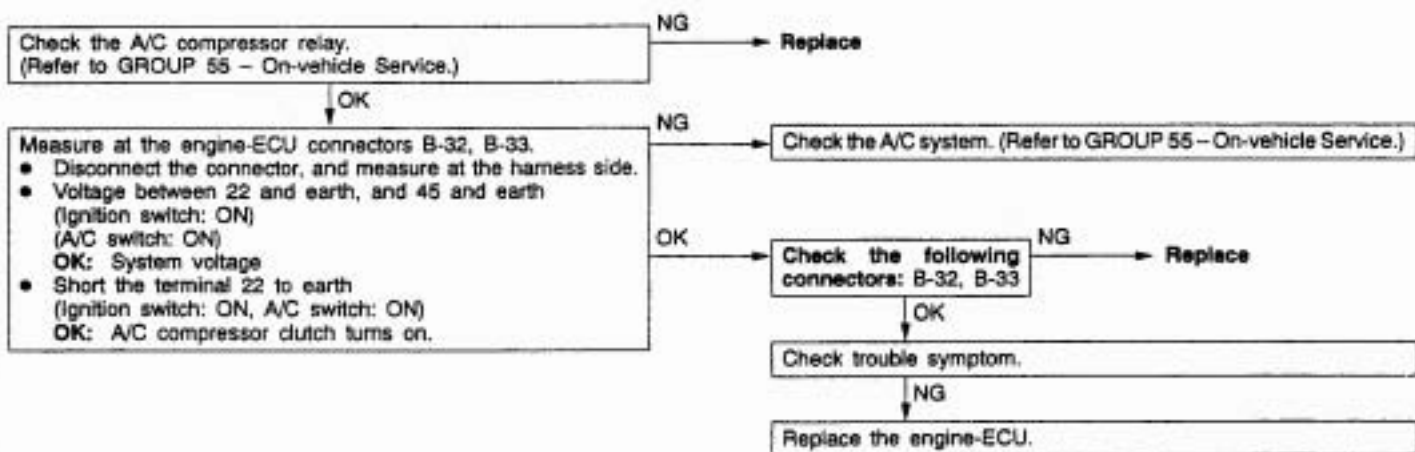 Check the A/C compressor relay.
(Refer to GROUP 55 – On-vehicle Service.)
NG
Replace
OK
Measure at the engine-ECU connectors B-32, B-33.
● Disconnect the connector, and measure at the harness side.
● Voltage between 22 and earth, and 45 and earth
(Ignition switch: ON)
(A/C switch: ON)
OK: System voltage
● Short the terminal 22 to earth
(Ignition switch: ON, A/C switch: ON)
OK: A/C compressor clutch turns on.
NG
Check the A/C system. (Refer to GROUP 55 – On-vehicle Service.)
OK
Check the following
connectors: B-32, B-33
NG
Replace
OK
Check trouble symptom.
NG
Replace the engine-ECU.